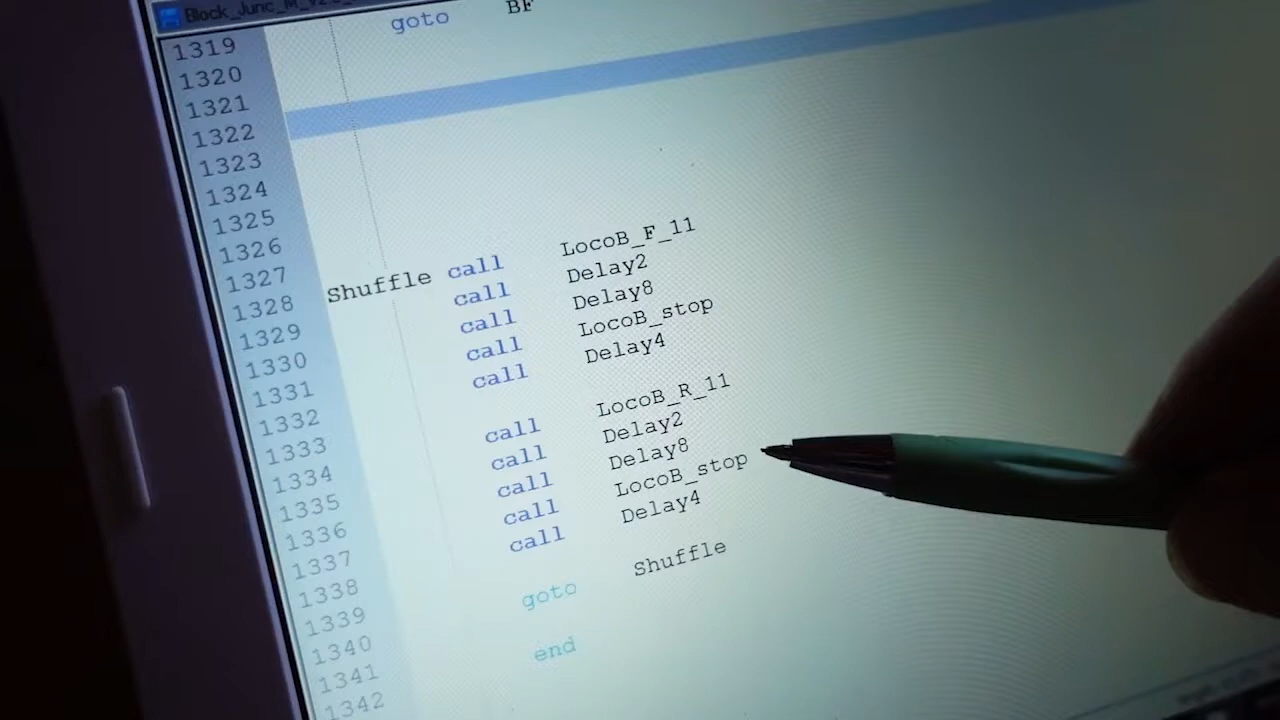 Block_Junc_M_V2
1319 goto BF
1320
1321
1322
1323
1324
1325
1326
1327
1328 Shuffle call LocoB_F_11
1329 call Delay2
1330 call Delay8
1331 call LocoB_stop
1332 call Delay4
1333
1334 call LocoB_R_11
1335 call Delay2
1336 call Delay8
1337 call LocoB_stop
1338 call Delay4
1339
1340 goto Shuffle
1341
1342 end